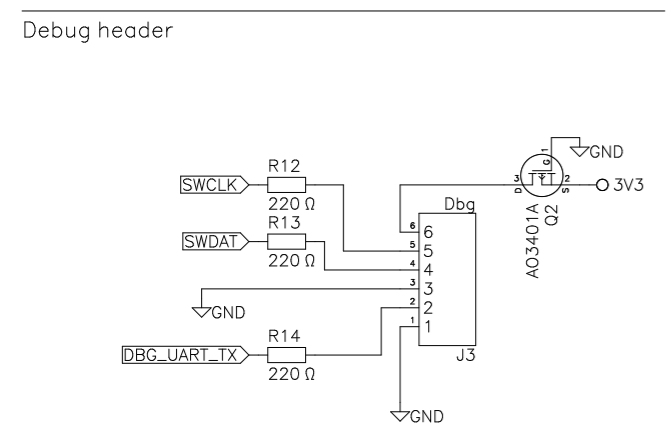 Debug header
1
G
GND
R12
3
2
3V3
SWCLK
D
S
220 Ω
Dbg
AO3401A
Q2
R13
6
6
5
5
SWDAT
220 Ω
4
4
3
3
GND
2
2
R14
1
1
DBG_UART_TX
J3
220 Ω
GND